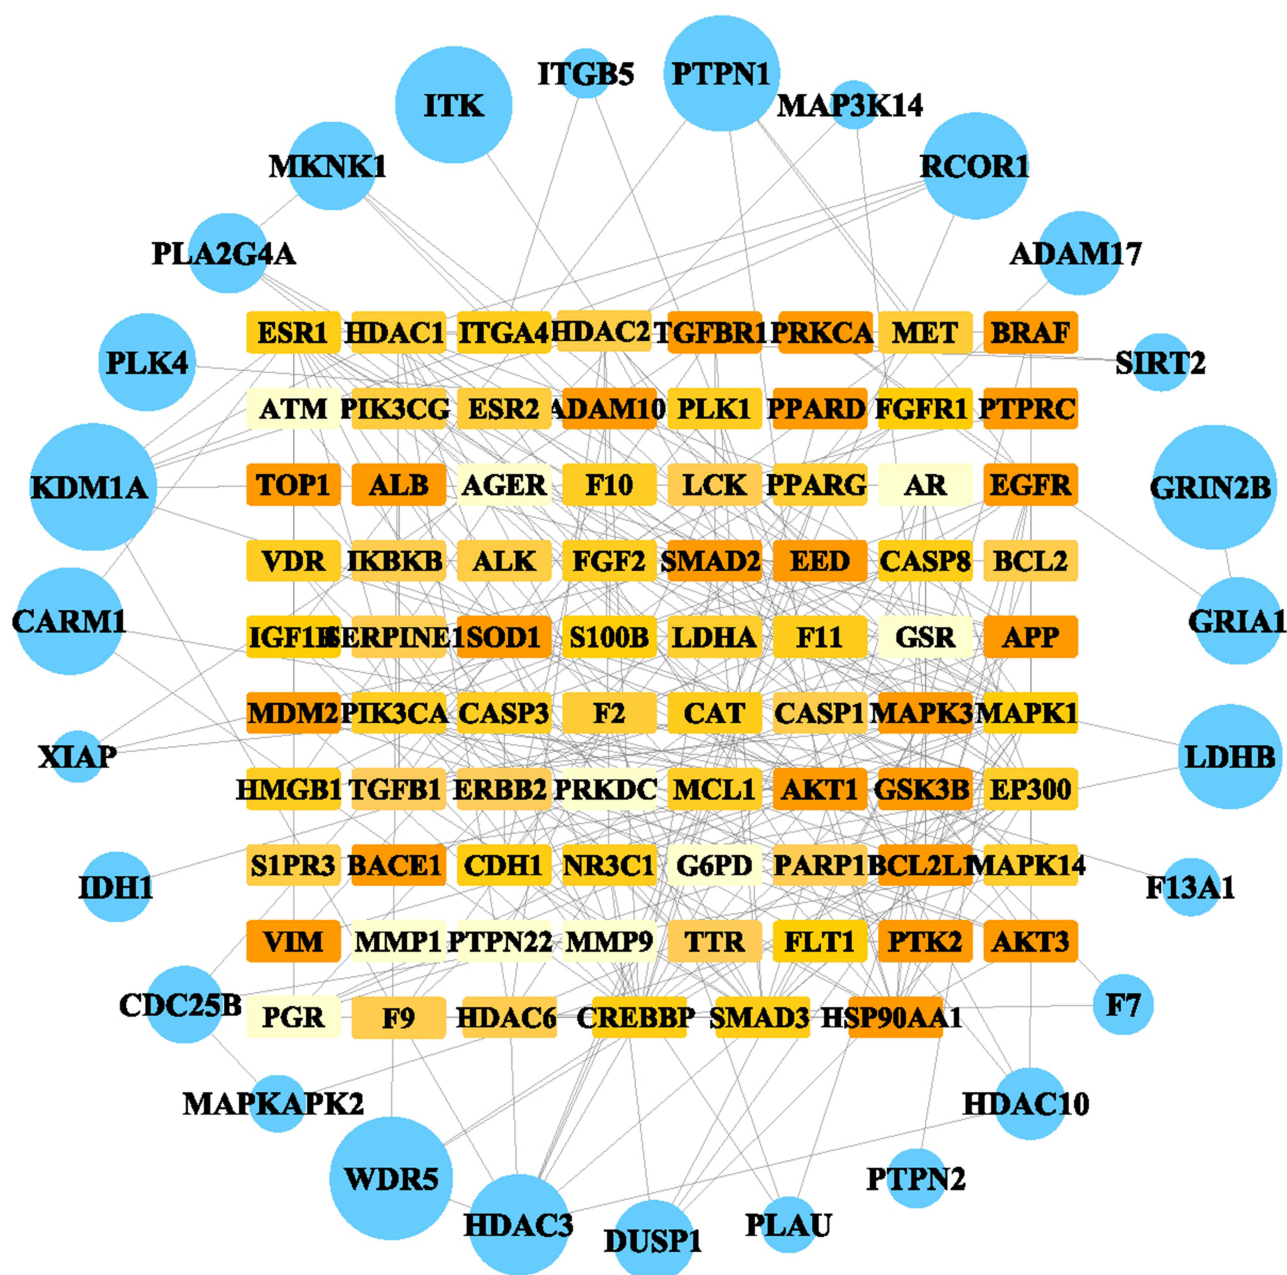 ITGB5
PTPN1
ITK
MAP3K14
MKNK1
RCOR1
PLA2G4A
ADAM17
ESR1 HDAC1 ITGA4 HDAC2 TGFBR1 PRKCA MET BRAF
PLK4
SIRT2
ATM PIK3CG ESR2 ADAM10 PLK1 PPARD FGFR1 PTPRC
KDM1A
TOP1 ALB AGER F10 LCK PPARG AR EGFR
GRIN2B
VDR IKBKB ALK FGF2 SMAD2 EED CASP8 BCL2
CARM1
IGF1R SERPINE1 SOD1 S100B LDHA F11 GSR APP
GRIA1
MDM2 PIK3CA CASP3 F2 CAT CASP1 MAPK3 MAPK1
XIAP
LDHB
HMGB1 TGFB1 ERBB2 PRKDC MCL1 AKT1 GSK3B EP300
S1PR3 BACE1 CDH1 NR3C1 G6PD PARP1 BCL2L1 MAPK14
IDH1
F13A1
VIM MMP1 PTPN22 MMP9 TTR FLT1 PTK2 AKT3
CDC25B
F7
PGR F9 HDAC6 CREBBP SMAD3 HSP90AA1
MAPKAPK2
HDAC10
WDR5
PTPN2
HDAC3
PLAU
DUSP1